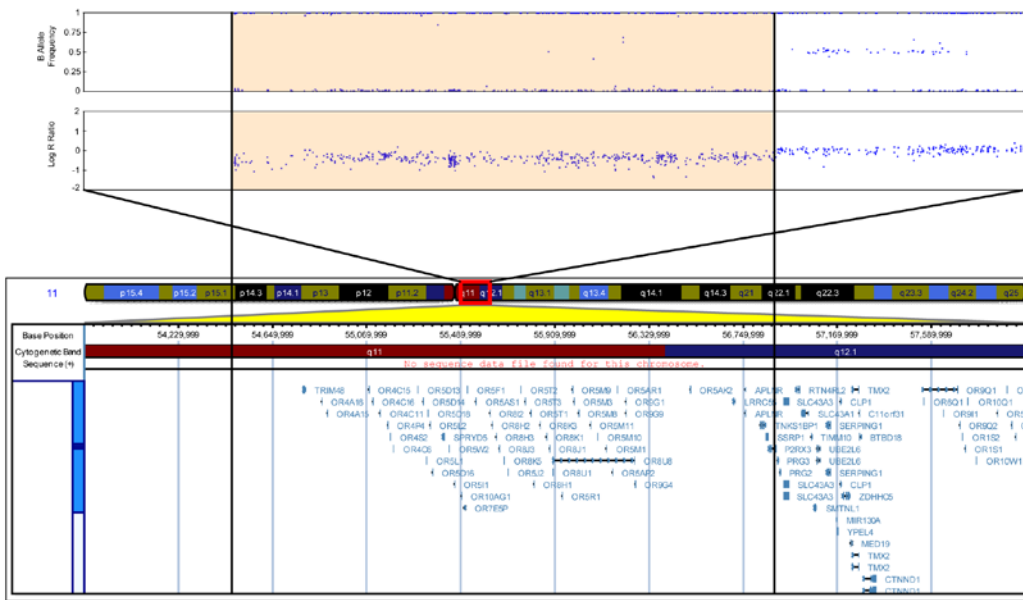 B Allele
Frequency
1
0.75
0.5
0.25
0
Log R Ratio
2
1
0
-1
-2
11
p15.4 p15.2 p15.1 p14.3 p14.1 p13 p12 p11.2 q11 q12.1 q13.1 q13.4 q14.1 q14.3 q21 q22.1 q22.3 q23.3 q24.2 q25
Base Position 54,229,999 54,649,999 55,069,999 55,489,999 55,909,999 56,329,999 56,749,999 57,169,999 57,589,999
Cytogenetic Band q11 q12.1
Sequence (+) No sequence data file found for this chromosome.
TRIM48 OR4C15 OR5D13 OR5F1 OR5T2 OR5M9 OR5AR1 OR5AK2 APLNR RTN4RL2 TMX2 OR9Q1
OR4A16 OR4C16 OR5D14 OR5AS1 OR5T3 OR5M3 OR9G1 LRRC55 SLC43A3 CLP1 OR6Q1 OR10Q1
OR4A15 OR4C11 OR5D18 OR8I2 OR5T1 OR5M8 OR9G9 APLNR SLC43A1 C11orf31 OR9I1
OR4P4 OR5L2 OR8H2 OR8K3 OR5M11 TNKS1BP1 SERPING1 OR9Q2
OR4S2 SPRYD5 OR8H3 OR8K1 OR5M10 SSRP1 TIMM10 BTBD18 OR1S2
OR4C6 OR5W2 OR8J3 OR8J1 OR5M1 P2RX3 UBE2L6 OR1S1
OR5L1 OR8K5 OR8U8 PRG3 UBE2L6 OR10W1
OR5D16 OR5J2 OR8U1 OR5AP2 PRG2 SERPING1
OR5I1 OR8H1 OR9G4 SLC43A3 CLP1
OR10AG1 OR5R1 SLC43A3 ZDHHC5
OR7E5P SMTNL1
MIR130A
YPEL4
MED19
TMX2
TMX2
CTNND1
CTNND1